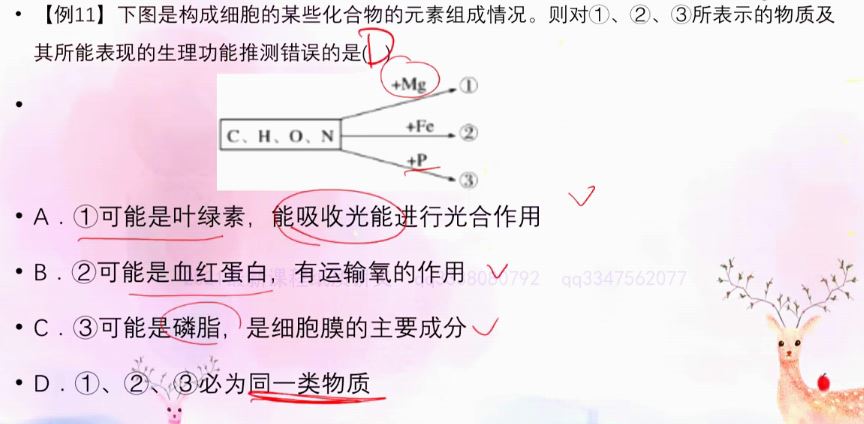 • 【例11】下图是构成细胞的某些化合物的元素组成情况。则对①、②、③所表示的物质及
其所能表现的生理功能推测错误的是( D )
+Mg ①
C、H、O、N +Fe ②
+P ③
• A．①可能是叶绿素，能吸收光能进行光合作用
• B．②可能是血红蛋白，有运输氧的作用
qq3347562077
• C．③可能是磷脂，是细胞膜的主要成分
• D．①、②、③必为同一类物质